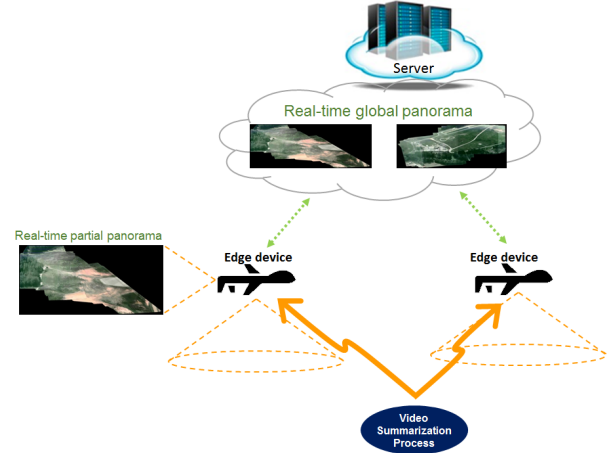 Server
Real-time global panorama
Real-time partial panorama
Edge device
Edge device
Video
Summarization
Process